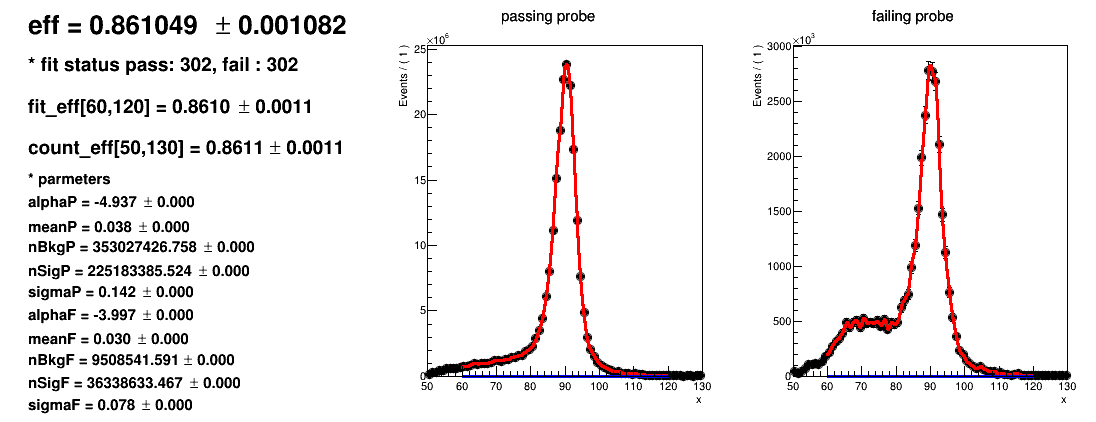 eff = 0.861049 ± 0.001082
* fit status pass: 302, fail : 302
fit_eff[60,120] = 0.8610 ± 0.0011
count_eff[50,130] = 0.8611 ± 0.0011
* parmeters
alphaP = -4.937 ± 0.000
meanP = 0.038 ± 0.000
nBkgP = 353027426.758 ± 0.000
nSigP = 225183385.524 ± 0.000
sigmaP = 0.142 ± 0.000
alphaF = -3.997 ± 0.000
meanF = 0.030 ± 0.000
nBkgF = 9508541.591 ± 0.000
nSigF = 36338633.467 ± 0.000
sigmaF = 0.078 ± 0.000
passing probe
×10⁶
Events / ( 1 )
25
20
15
10
5
0
50 60 70 80 90 100 110 120 130
x
failing probe
×10³
Events / ( 1 )
3000
2500
2000
1500
1000
500
0
50 60 70 80 90 100 110 120 130
x